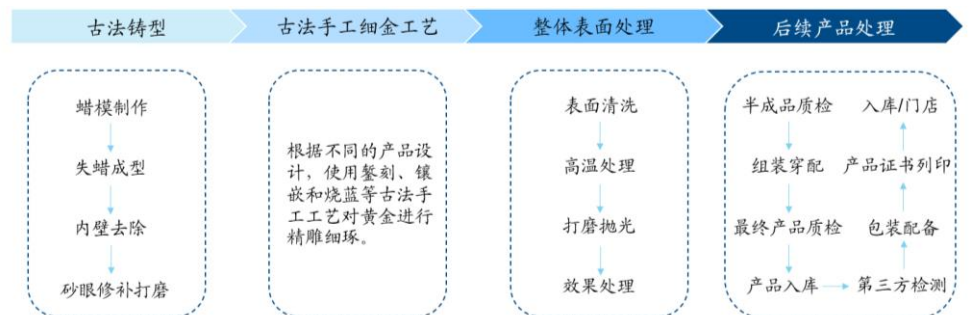 古法铸型
古法手工细金工艺
整体表面处理
后续产品处理
蜡模制作
失蜡成型
内壁去除
砂眼修补打磨
根据不同的产品设
计，使用錾刻、镶
嵌和烧蓝等古法手
工工艺对黄金进行
精雕细琢。
表面清洗
高温处理
打磨抛光
效果处理
半成品质检
组装穿配
最终产品质检
产品入库
第三方检测
包装配备
产品证书列印
入库/门店